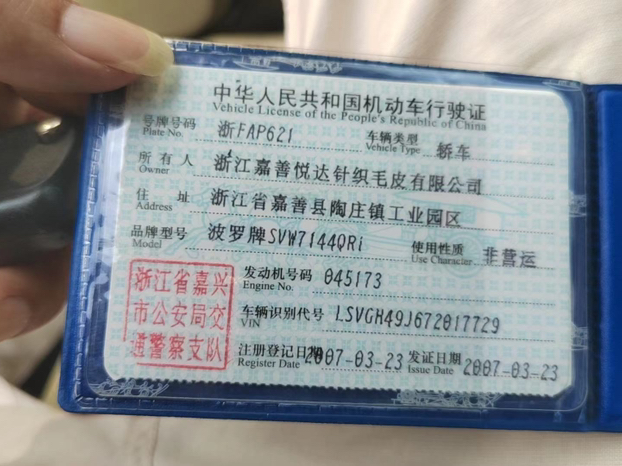 中华人民共和国机动车行驶证
Vehicle License of the People's Republic of China
号牌号码 浙FAP621 车辆类型 轿车
Plate No. Vehicle Type
所有人 浙江嘉善悦达针织毛皮有限公司
Owner
住址 浙江省嘉善县陶庄镇工业园区
Address
品牌型号 波罗牌SVW7144QRi 使用性质 非营运
Model Use Character
发动机号码 045173
Engine No.
车辆识别代号 LSVGH49J672017729
VIN
注册登记日期 2007-03-23 发证日期 2007-03-23
Register Date Issue Date
浙江省嘉兴
市公安局交
通警察支队